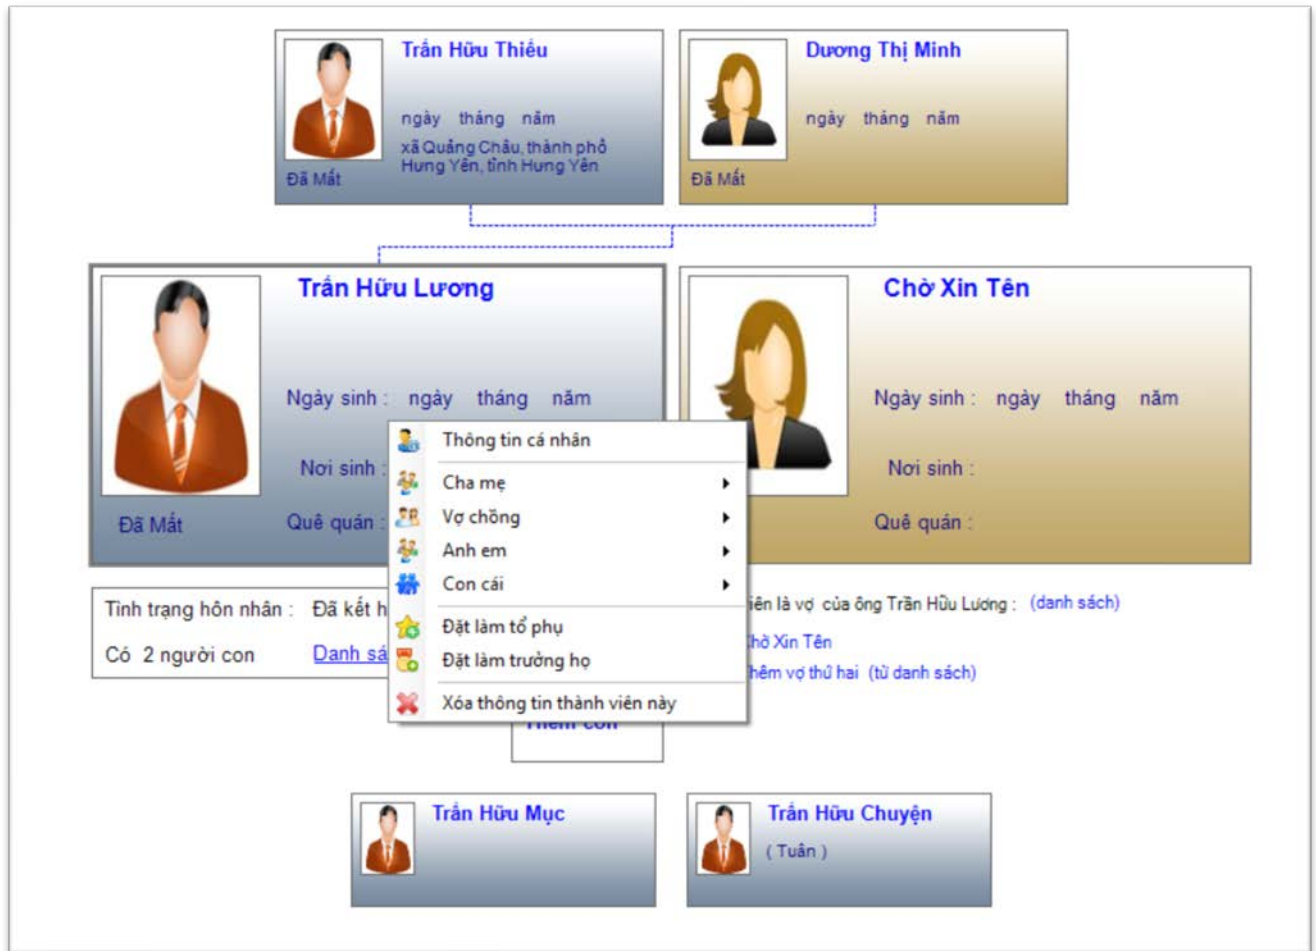 Trần Hữu Thiểu
ngày tháng năm
xã Quảng Châu, thành phố
Hưng Yên, tỉnh Hưng Yên
Đã Mất
Dương Thị Minh
ngày tháng năm
Đã Mất
Trần Hữu Lương
Ngày sinh : ngày tháng năm
Nơi sinh :
Quê quán :
Đã Mất
Chờ Xin Tên
Ngày sinh : ngày tháng năm
Nơi sinh :
Quê quán :
Thông tin cá nhân
Cha mẹ
Vợ chồng
Anh em
Con cái
Đặt làm tổ phụ
Đặt làm trưởng họ
Xóa thông tin thành viên này
Tình trạng hôn nhân : Đã kết h
Có 2 người con Danh sá
iên là vợ của ông Trần Hữu Lương : (danh sách)
Chờ Xin Tên
hêm vợ thứ hai (từ danh sách)
Thêm con
Trần Hữu Mục
Trần Hữu Chuyện
( Tuân )